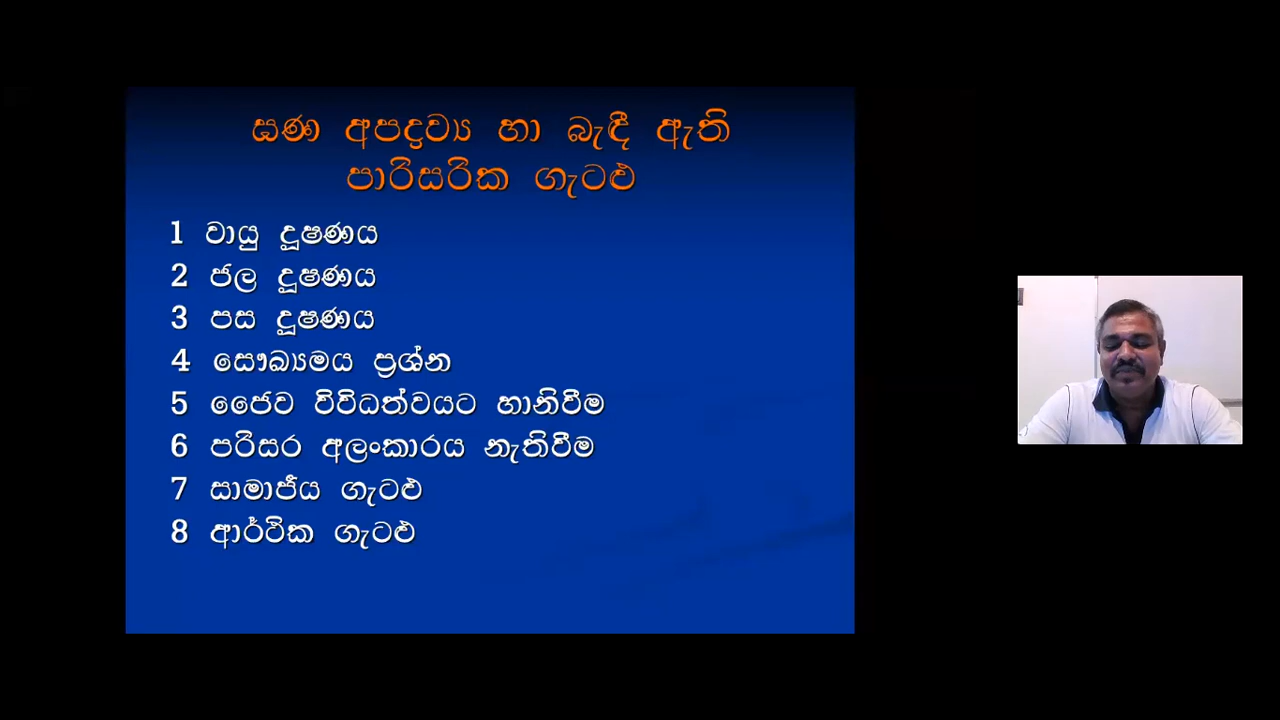 ඝණ අපද්‍රව්‍ය හා බැඳී ඇති
පාරිසරික ගැටළු
1 වායු දූෂණය
2 ජල දූෂණය
3 පස දූෂණය
4 සෞඛ්‍යමය ප්‍රශ්න
5 ජෛව විවිධත්වයට හානිවීම
6 පරිසර අලංකාරය නැතිවීම
7 සාමාජීය ගැටළු
8 ආර්ථික ගැටළු